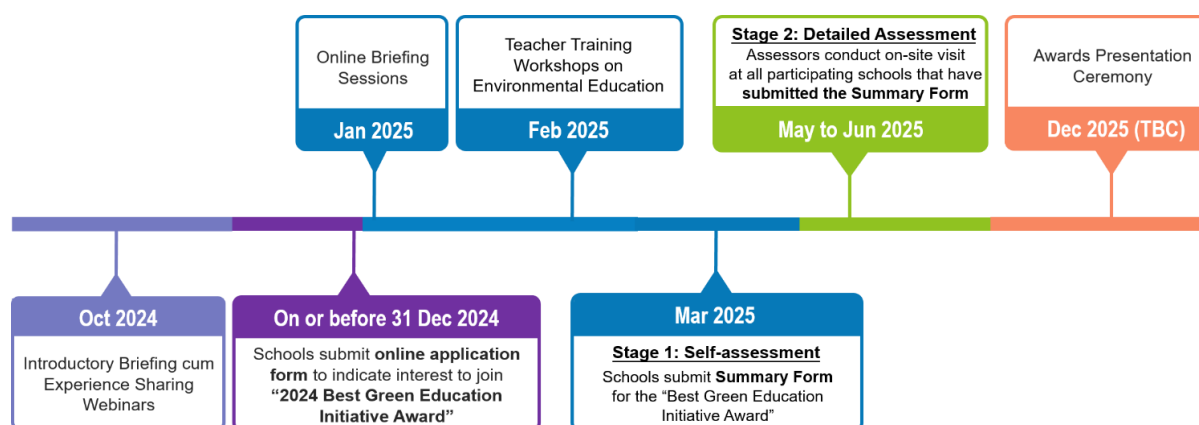 Online Briefing
Sessions
Jan 2025
Teacher Training
Workshops on
Environmental Education
Feb 2025
Stage 2: Detailed Assessment
Assessors conduct on-site visit
at all participating schools that have
submitted the Summary Form
May to Jun 2025
Awards Presentation
Ceremony
Dec 2025 (TBC)
Oct 2024
Introductory Briefing cum
Experience Sharing
Webinars
On or before 31 Dec 2024
Schools submit online application
form to indicate interest to join
“2024 Best Green Education
Initiative Award”
Mar 2025
Stage 1: Self-assessment
Schools submit Summary Form
for the “Best Green Education
Initiative Award”